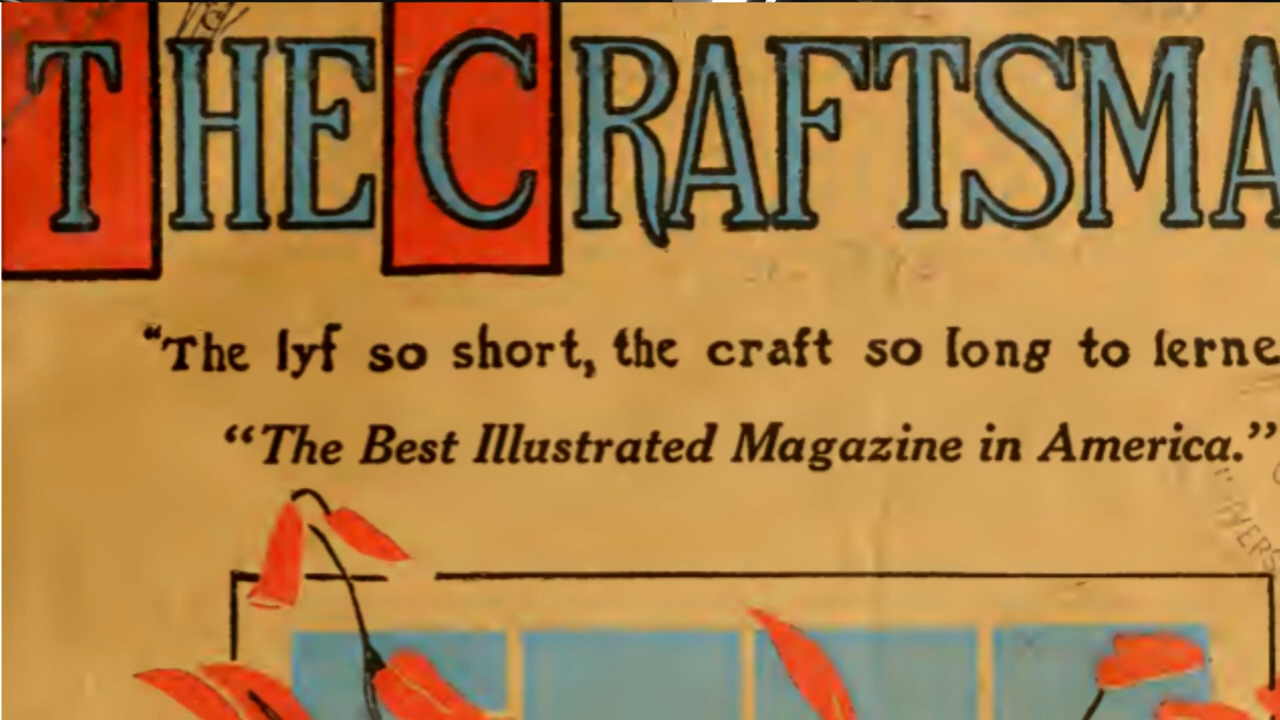 THE CRAFTSMA
“The lyf so short, the craft so long to lerne
“The Best Illustrated Magazine in America.”